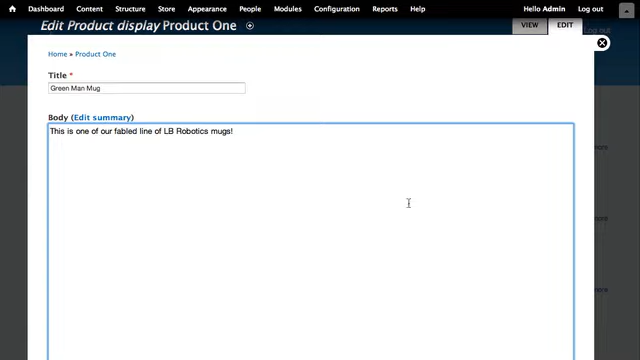 Dashboard Content Structure Store Appearance People Modules Configuration Reports Help Hello Admin Log out
Edit Product display Product One
VIEW EDIT
Log out
Home » Product One
Title *
Green Man Mug
Body (Edit summary)
This is one of our fabled line of LB Robotics mugs!